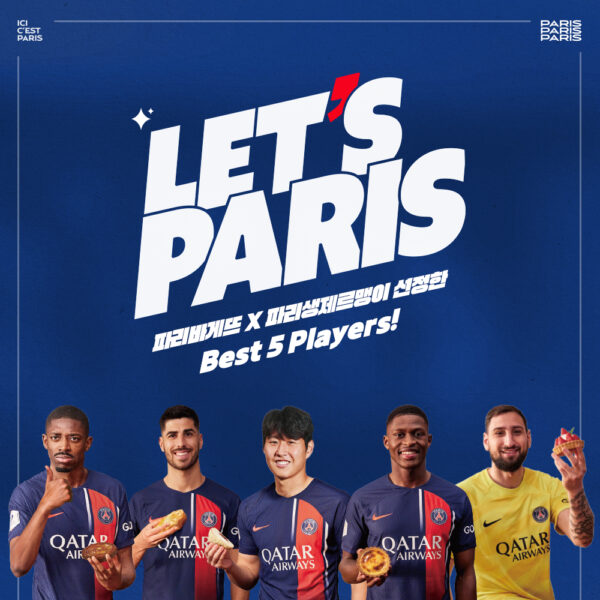 ICI
C'EST
PARIS
PARIS
PARIS
PARIS
LET'S
PARIS
파리바게뜨 X 파리생제르맹이 선정한
Best 5 Players!
QATAR
AIRWAYS
GOAT
QATAR
AIRWAYS
QATAR
AIRWAYS
QATAR
AIRWAYS
QATAR
AIRWAYS